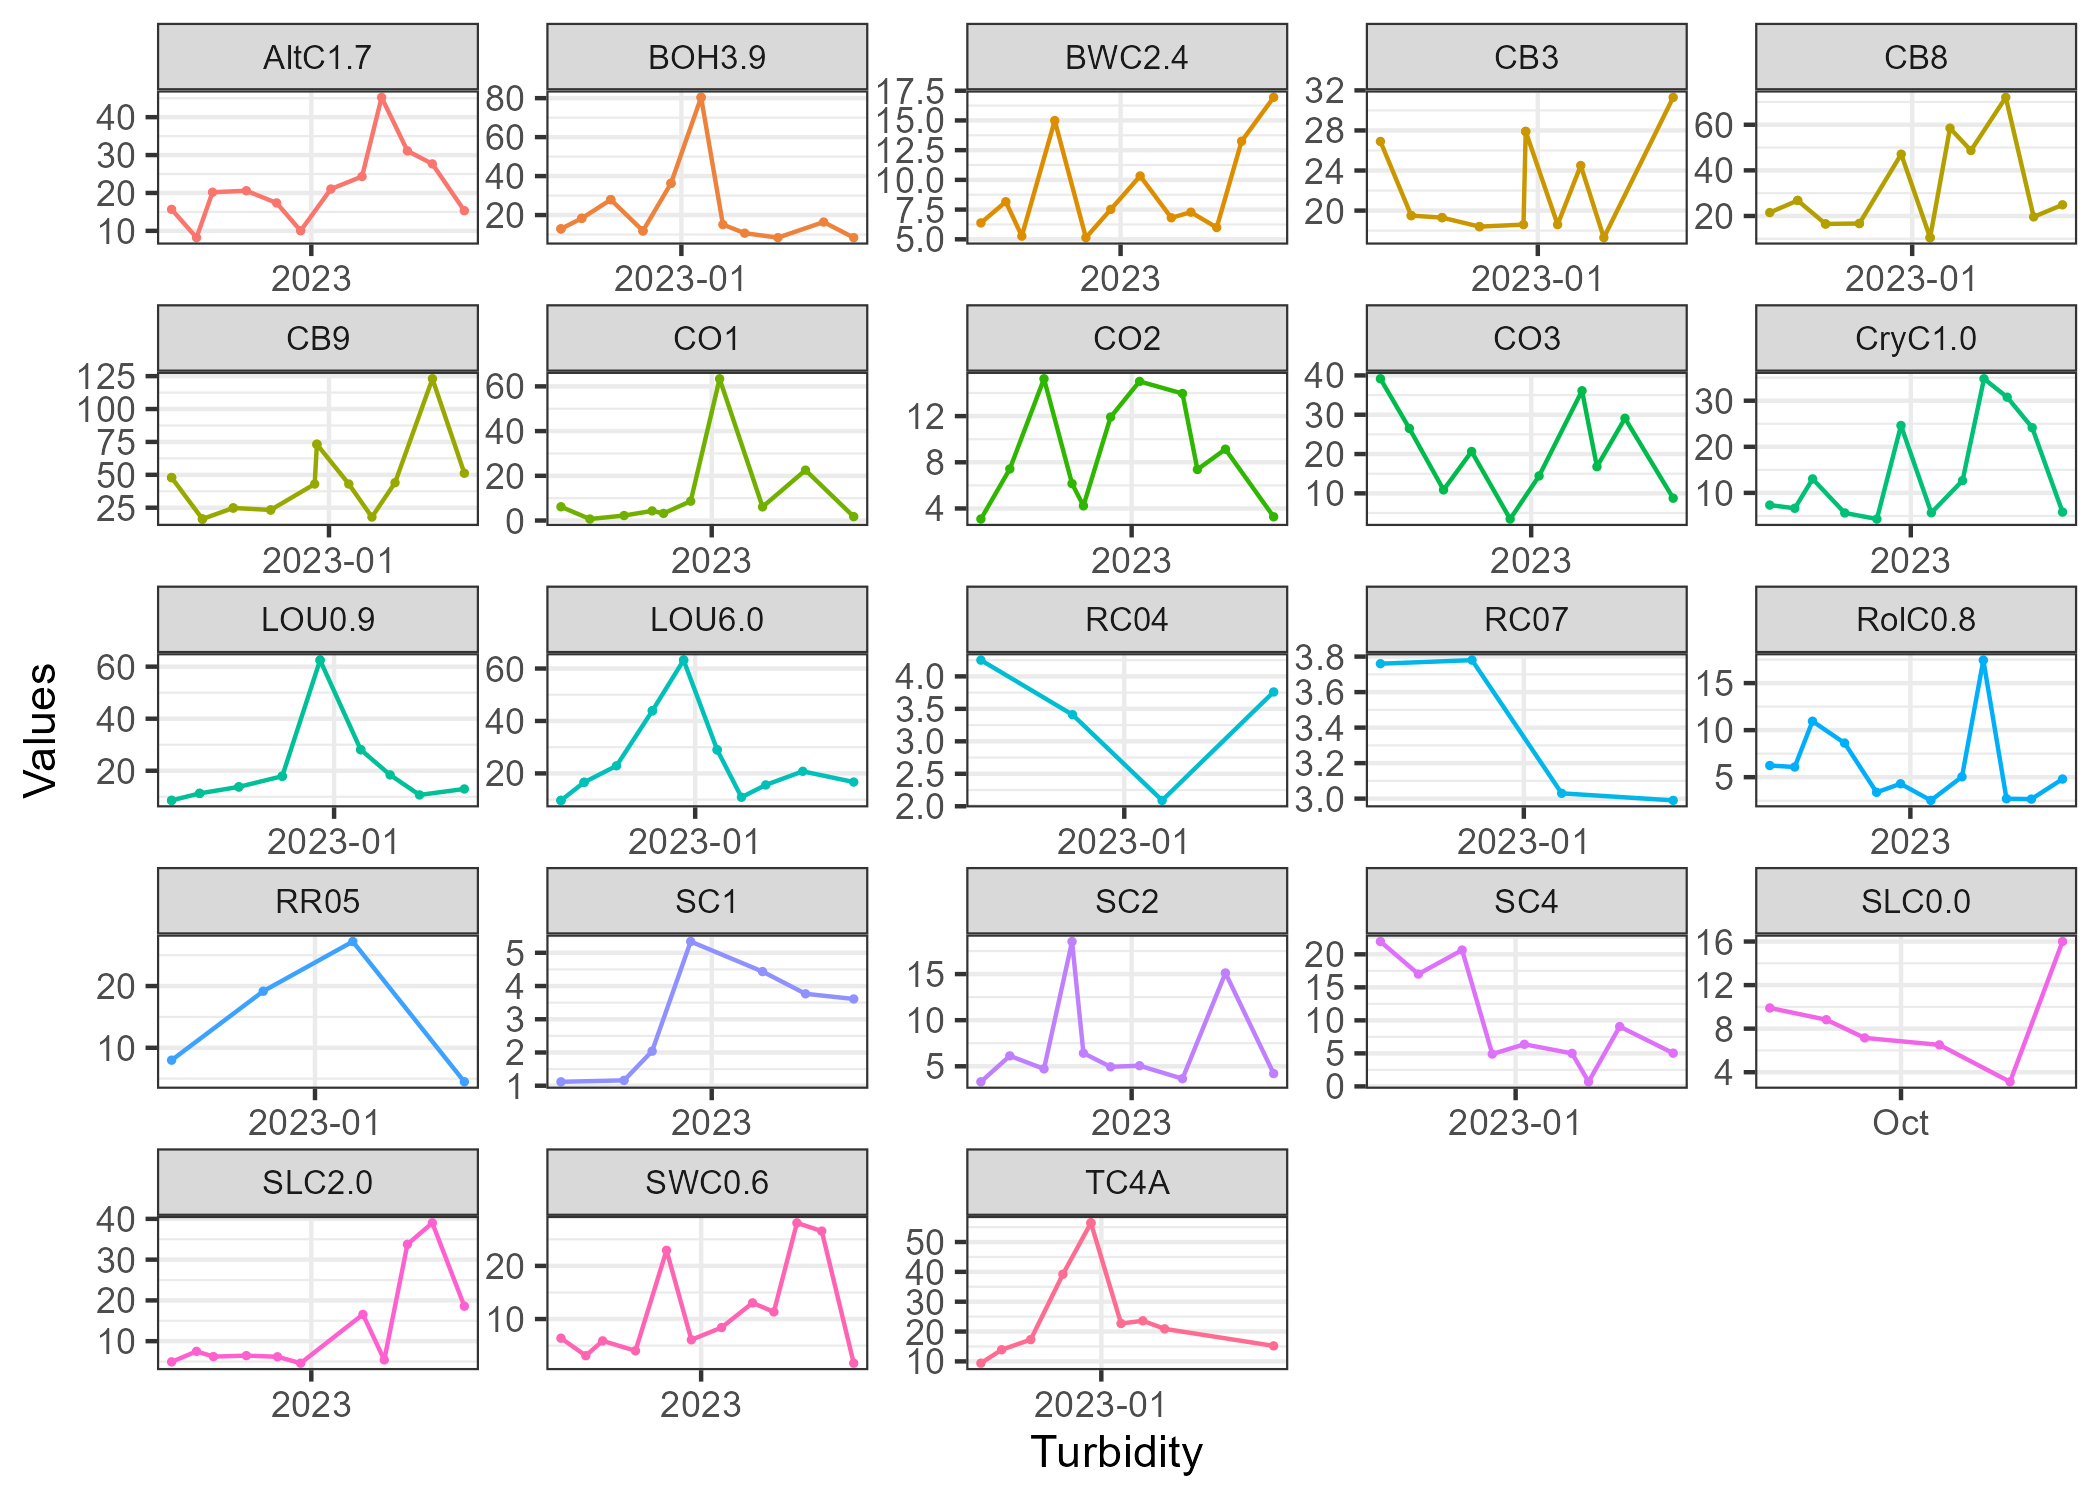 AltC1.7 BOH3.9 BWC2.4 CB3 CB8
40 30 20 10
80 60 40 20
17.5 15.0 12.5 10.0 7.5 5.0
32 28 24 20
60 40 20
2023 2023-01 2023 2023-01 2023-01
CB9 CO1 CO2 CO3 CryC1.0
125 100 75 50 25
60 40 20 0
12 8 4
40 30 20 10
30 20 10
2023-01 2023 2023 2023 2023
LOU0.9 LOU6.0 RC04 RC07 RolC0.8
60 40 20
60 40 20
4.0 3.5 3.0 2.5 2.0
3.8 3.6 3.4 3.2 3.0
15 10 5
2023-01 2023-01 2023-01 2023-01 2023
Values
RR05 SC1 SC2 SC4 SLC0.0
20 10
5 4 3 2 1
15 10 5
20 15 10 5 0
16 12 8 4
2023-01 2023 2023 2023-01 Oct
SLC2.0 SWC0.6 TC4A
40 30 20 10
20 10
50 40 30 20 10
2023 2023 2023-01
Turbidity